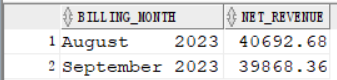 BILLING_MONTH NET_REVENUE
1 August 2023 40692.68
2 September 2023 39868.36